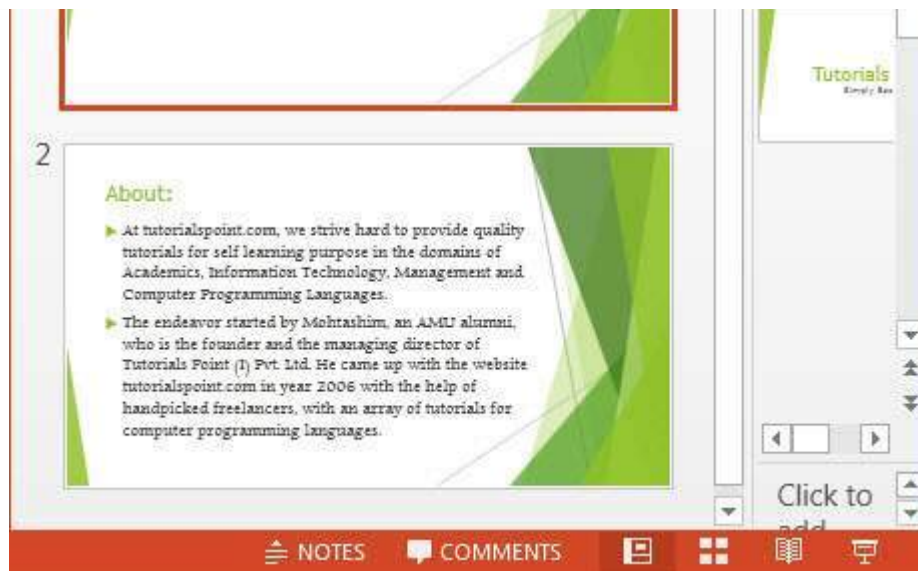 Tutorials
Simply
2
About:
At tutorialspoint.com, we strive hard to provide quality
tutorials for self learning purpose in the domains of
Academics, Information Technology, Management and
Computer Programming Languages.
The endeavor started by Mohtashim, an AMU alumni,
who is the founder and the managing director of
Tutorials Point (I) Pvt. Ltd. He came up with the website
tutorialspoint.com in year 2006 with the help of
handpicked freelancers, with an array of tutorials for
computer programming languages.
Click to
add
NOTES COMMENTS